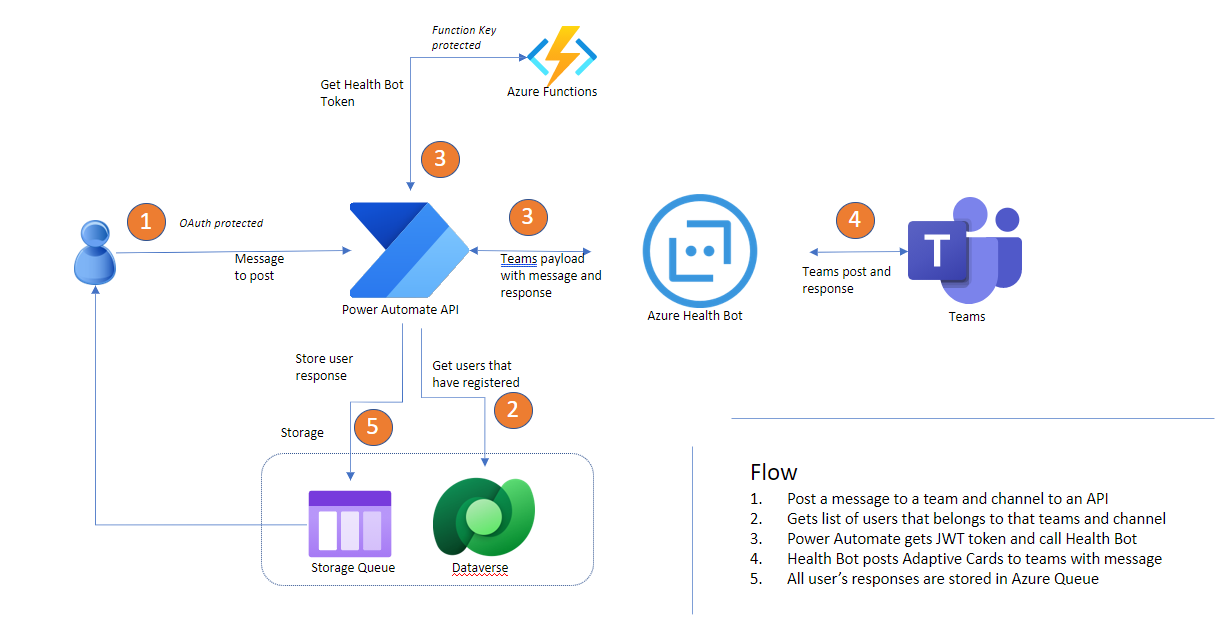 Function Key
protected
Get Health Bot
Token
Azure Functions
3
1
OAuth protected
3
4
T
Message
to post
Teams payload
with message and
response
Teams post and
response
Power Automate API
Azure Health Bot
Teams
Store user
response
Get users that
have registered
2
5
Storage
Storage Queue
Dataverse
Flow
1. Post a message to a team and channel to an API
2. Gets list of users that belongs to that teams and channel
3. Power Automate gets JWT token and call Health Bot
4. Health Bot posts Adaptive Cards to teams with message
5. All user's responses are stored in Azure Queue